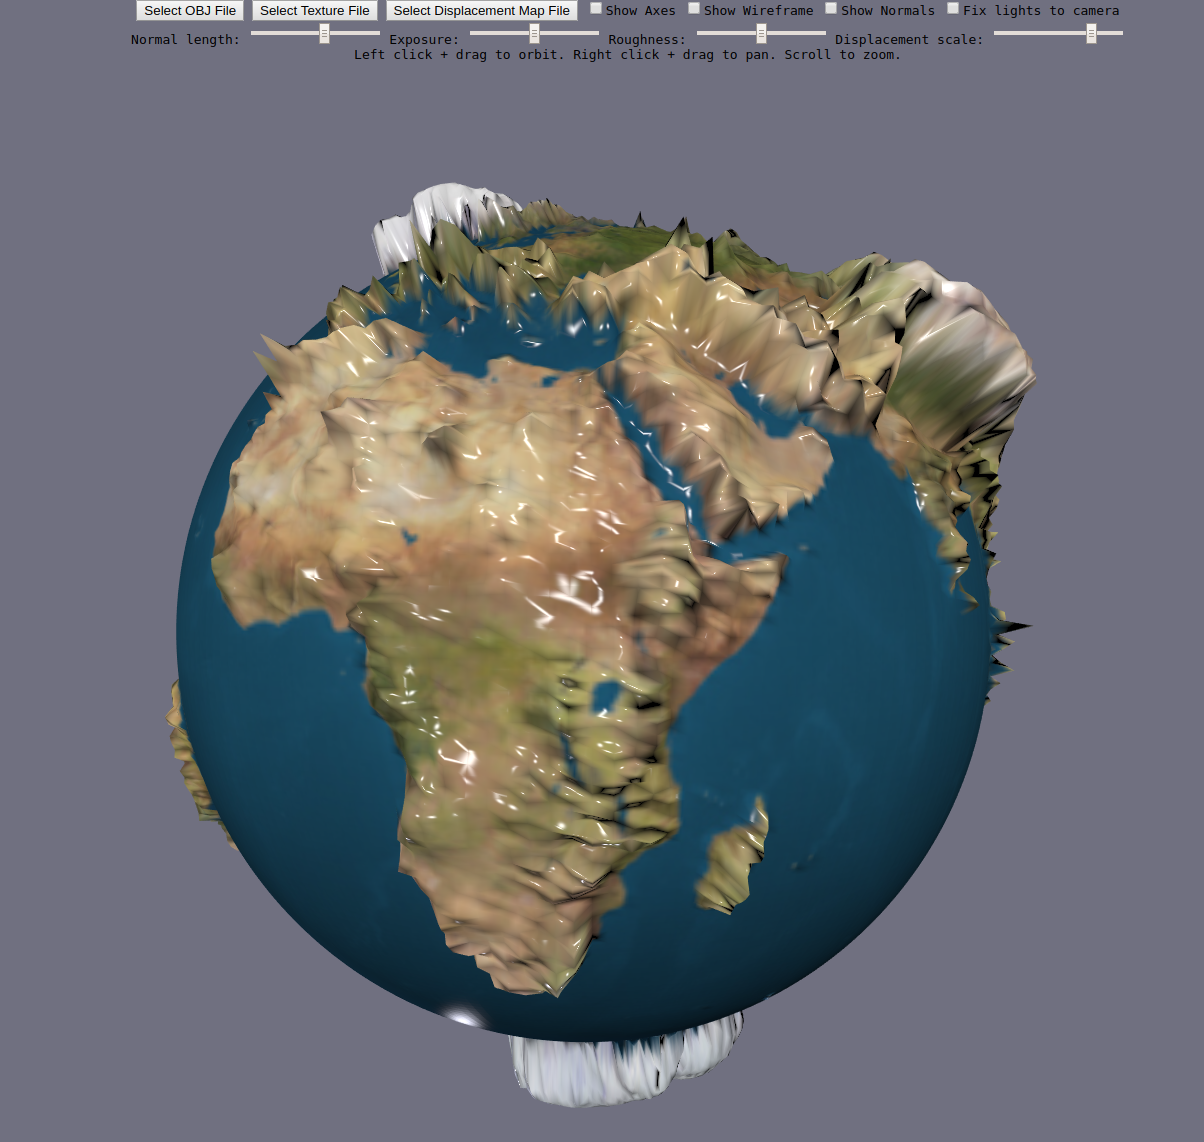 Select OBJ File Select Texture File Select Displacement Map File Show Axes Show Wireframe Show Normals Fix lights to camera
Normal length: Exposure: Roughness: Displacement scale:
Left click + drag to orbit. Right click + drag to pan. Scroll to zoom.